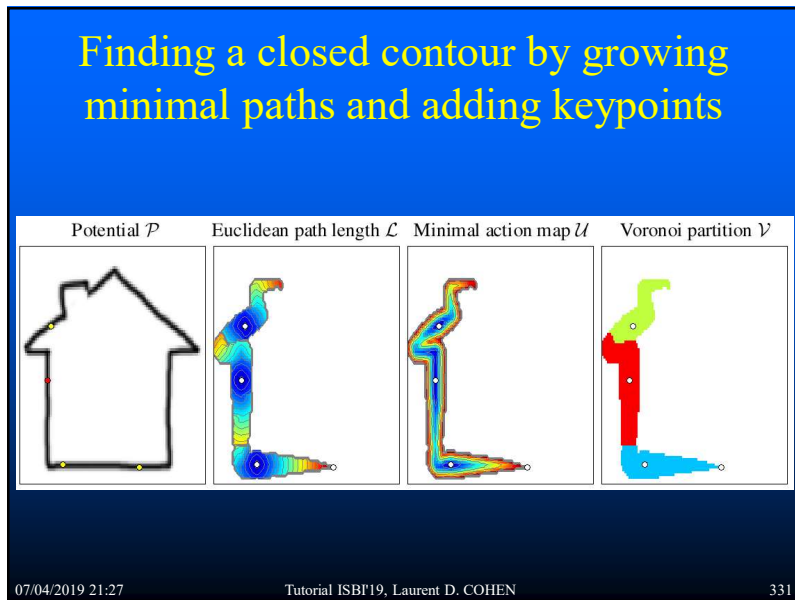 Finding a closed contour by growing
minimal paths and adding keypoints
Potential 𝒫 Euclidean path length ℒ Minimal action map 𝒰 Voronoi partition 𝒱
07/04/2019 21:27 Tutorial ISBI'19, Laurent D. COHEN 331